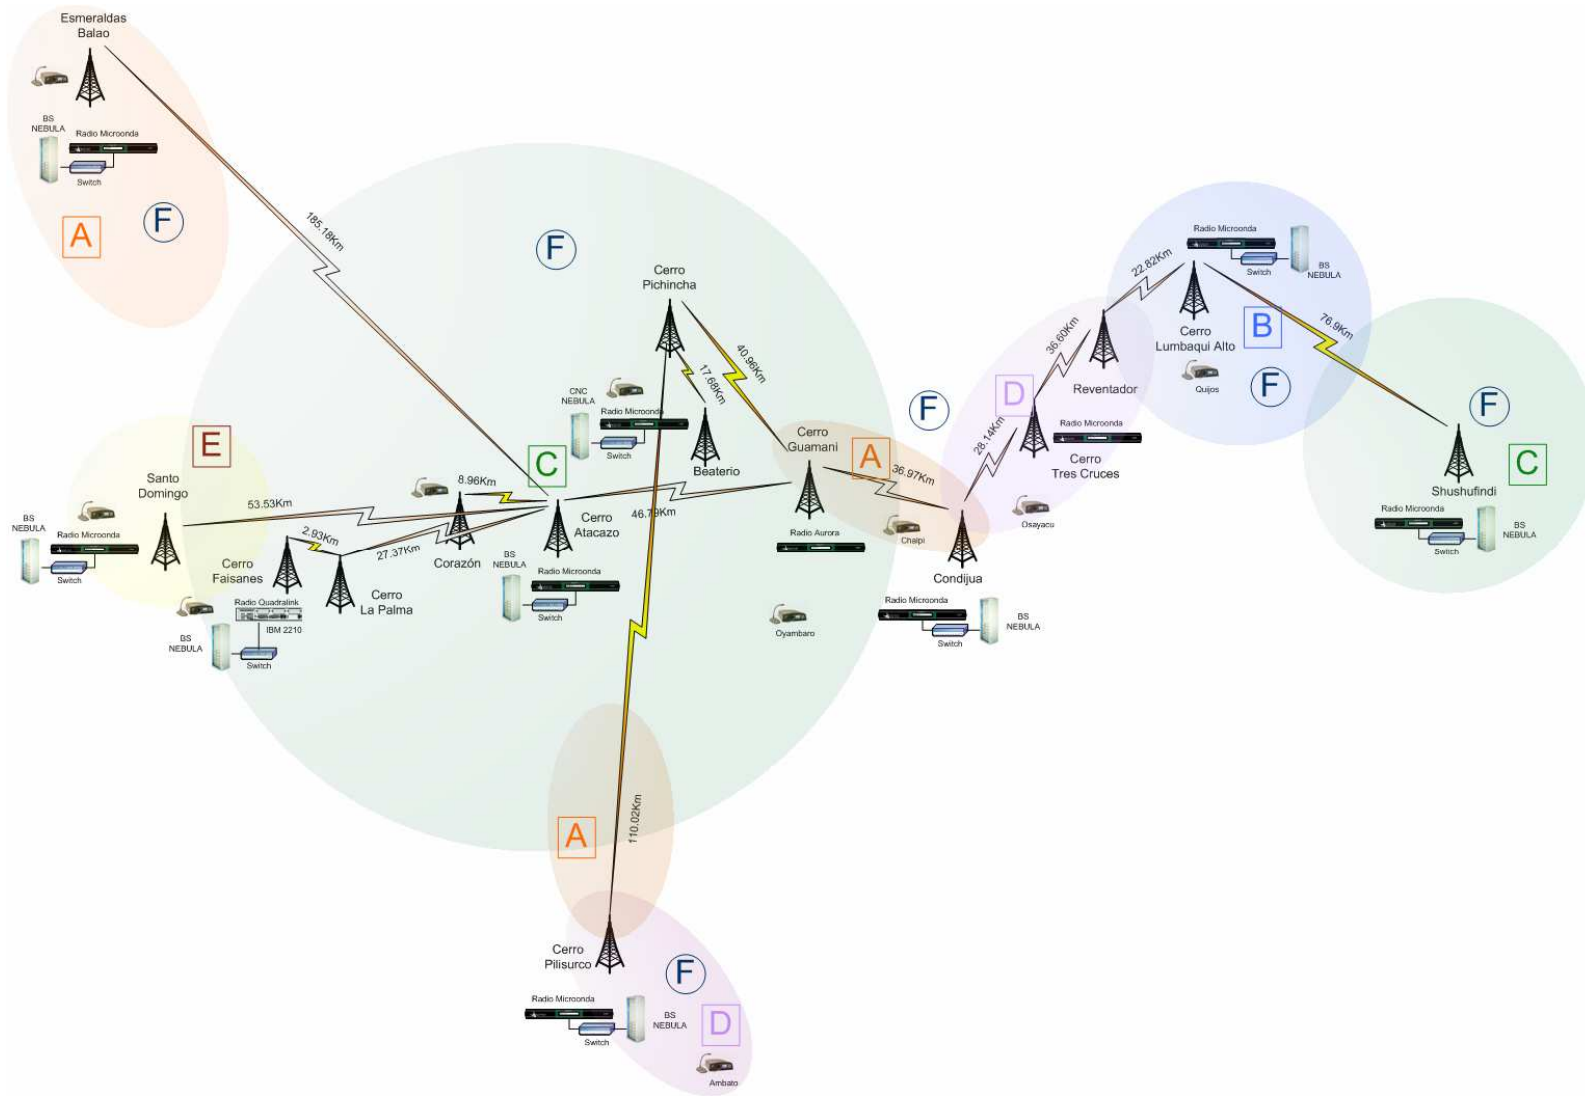 Esmeraldas
Balao
BS
NEBULA
Radio Microonda
Switch
A
F
185.18Km
F
Cerro
Pichincha
40.96Km
17.68Km
CNC
NEBULA
Radio Microonda
Switch
Beaterio
Cerro
Guamani
Radio Aurora
Oyambaro
A
36.97Km
F
Chalpi
Condijua
Radio Microonda
Switch
BS
NEBULA
28.14Km
D
36.60Km
Cerro
Tres Cruces
Radio Microonda
Osayacu
Reventador
22.82Km
Radio Microonda
Switch
BS
NEBULA
Cerro
Lumbaqui Alto
B
F
Quijos
76.9Km
F
C
Shushufindi
Radio Microonda
Switch
BS
NEBULA
E
Santo
Domingo
BS
NEBULA
Radio Microonda
Switch
53.53Km
2.93Km
Cerro
Faisanes
Radio Quadralink
IBM 2210
BS
NEBULA
Switch
27.37Km
Cerro
La Palma
8.96Km
Corazón
C
Cerro
Atacazo
46.79Km
BS
NEBULA
Radio Microonda
Switch
110.02Km
A
Cerro
Pilisurco
F
Radio Microonda
Switch
BS
NEBULA
D
Ambato